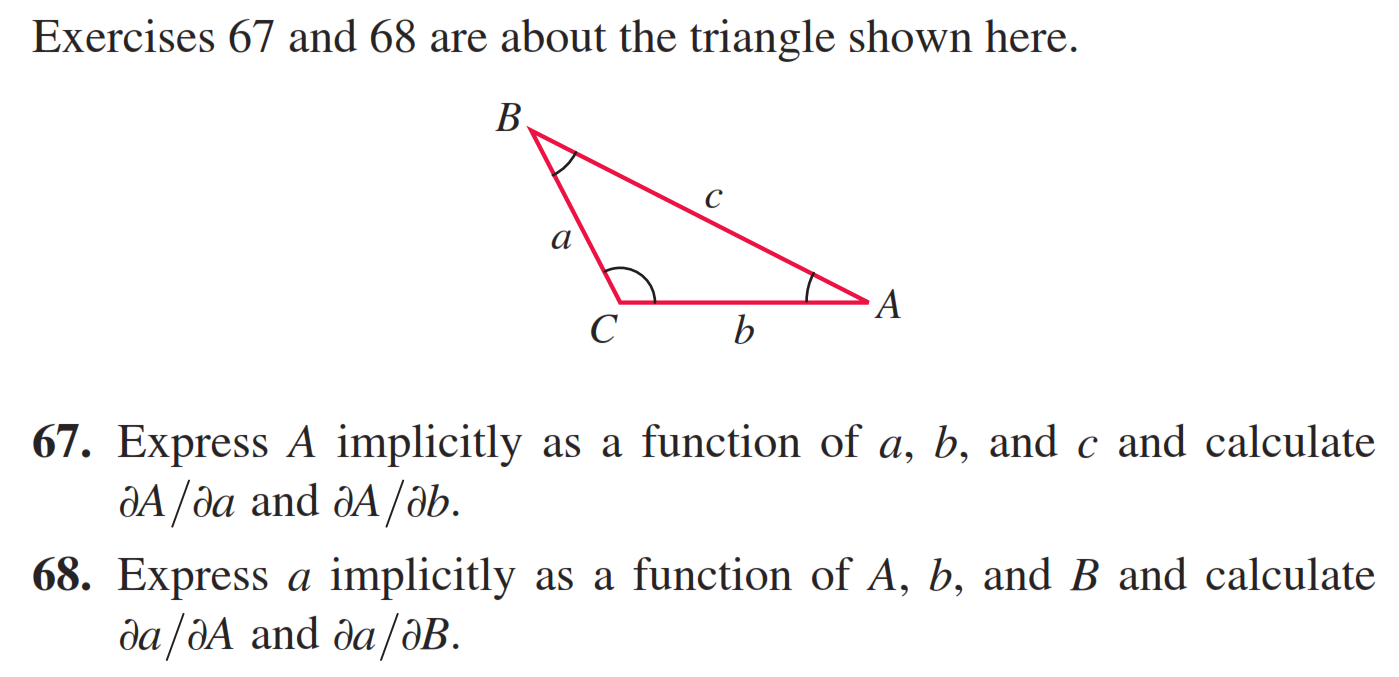 Exercises 67 and 68 are about the triangle shown here.
B
c
a
A
C
b
67. Express A implicitly as a function of a, b, and c and calculate
∂A/∂a and ∂A/∂b.
68. Express a implicitly as a function of A, b, and B and calculate
∂a/∂A and ∂a/∂B.